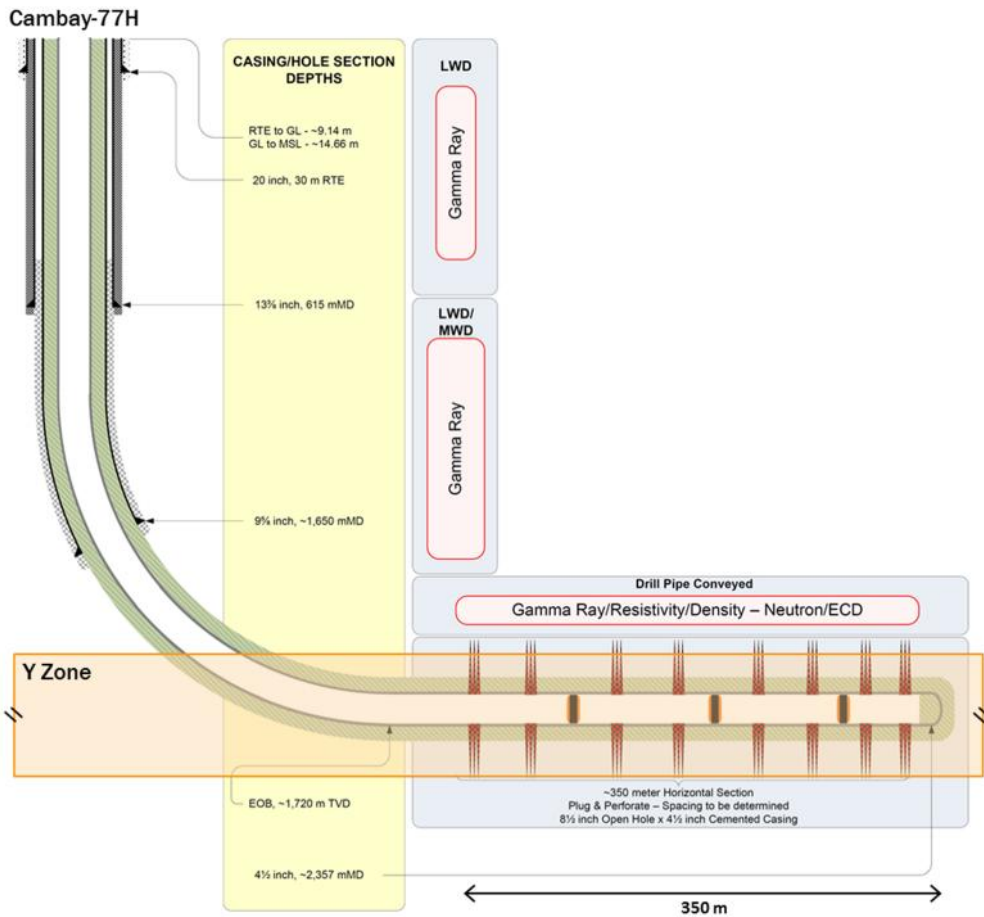 Cambay-77H
CASING/HOLE SECTION
DEPTHS
RTE to GL - ~9.14 m
GL to MSL - ~14.66 m
20 inch, 30 m RTE
13⅜ inch, 615 mMD
9⅝ inch, ~1,650 mMD
EOB, ~1,720 m TVD
4½ inch, ~2,357 mMD
LWD
Gamma Ray
LWD/
MWD
Gamma Ray
Drill Pipe Conveyed
Gamma Ray/Resistivity/Density – Neutron/ECD
Y Zone
~350 meter Horizontal Section
Plug & Perforate – Spacing to be determined
8½ inch Open Hole x 4½ inch Cemented Casing
350 m